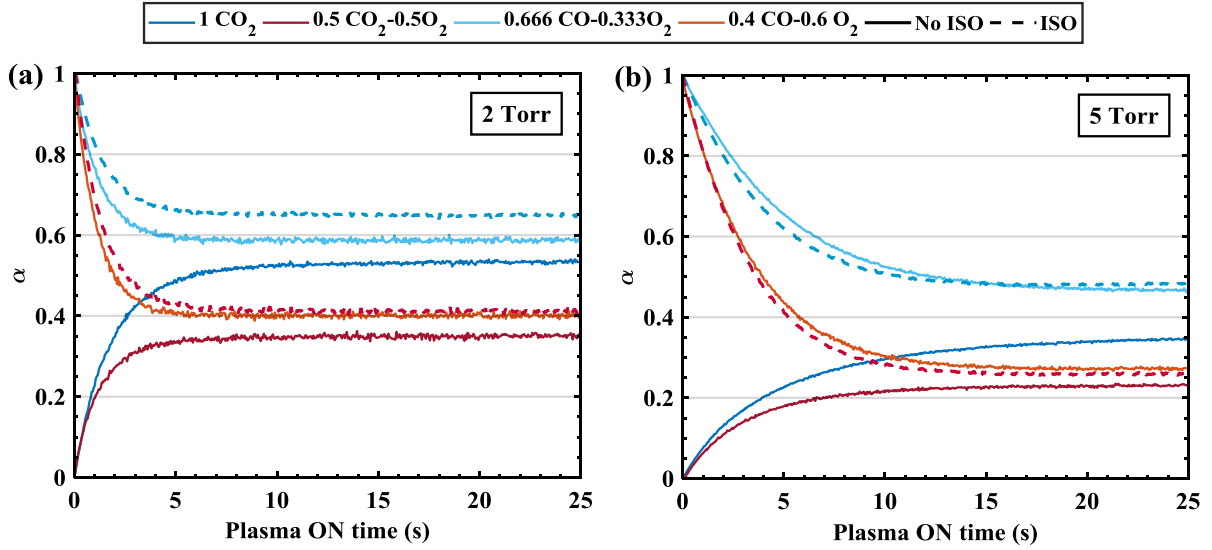 1 CO2 0.5 CO2-0.5O2 0.666 CO-0.333O2 0.4 CO-0.6 O2 No ISO ISO
(a)
2 Torr
1
0.8
0.6
0.4
0.2
0
α
0 5 10 15 20 25
Plasma ON time (s)
(b)
5 Torr
1
0.8
0.6
0.4
0.2
0
α
0 5 10 15 20 25
Plasma ON time (s)